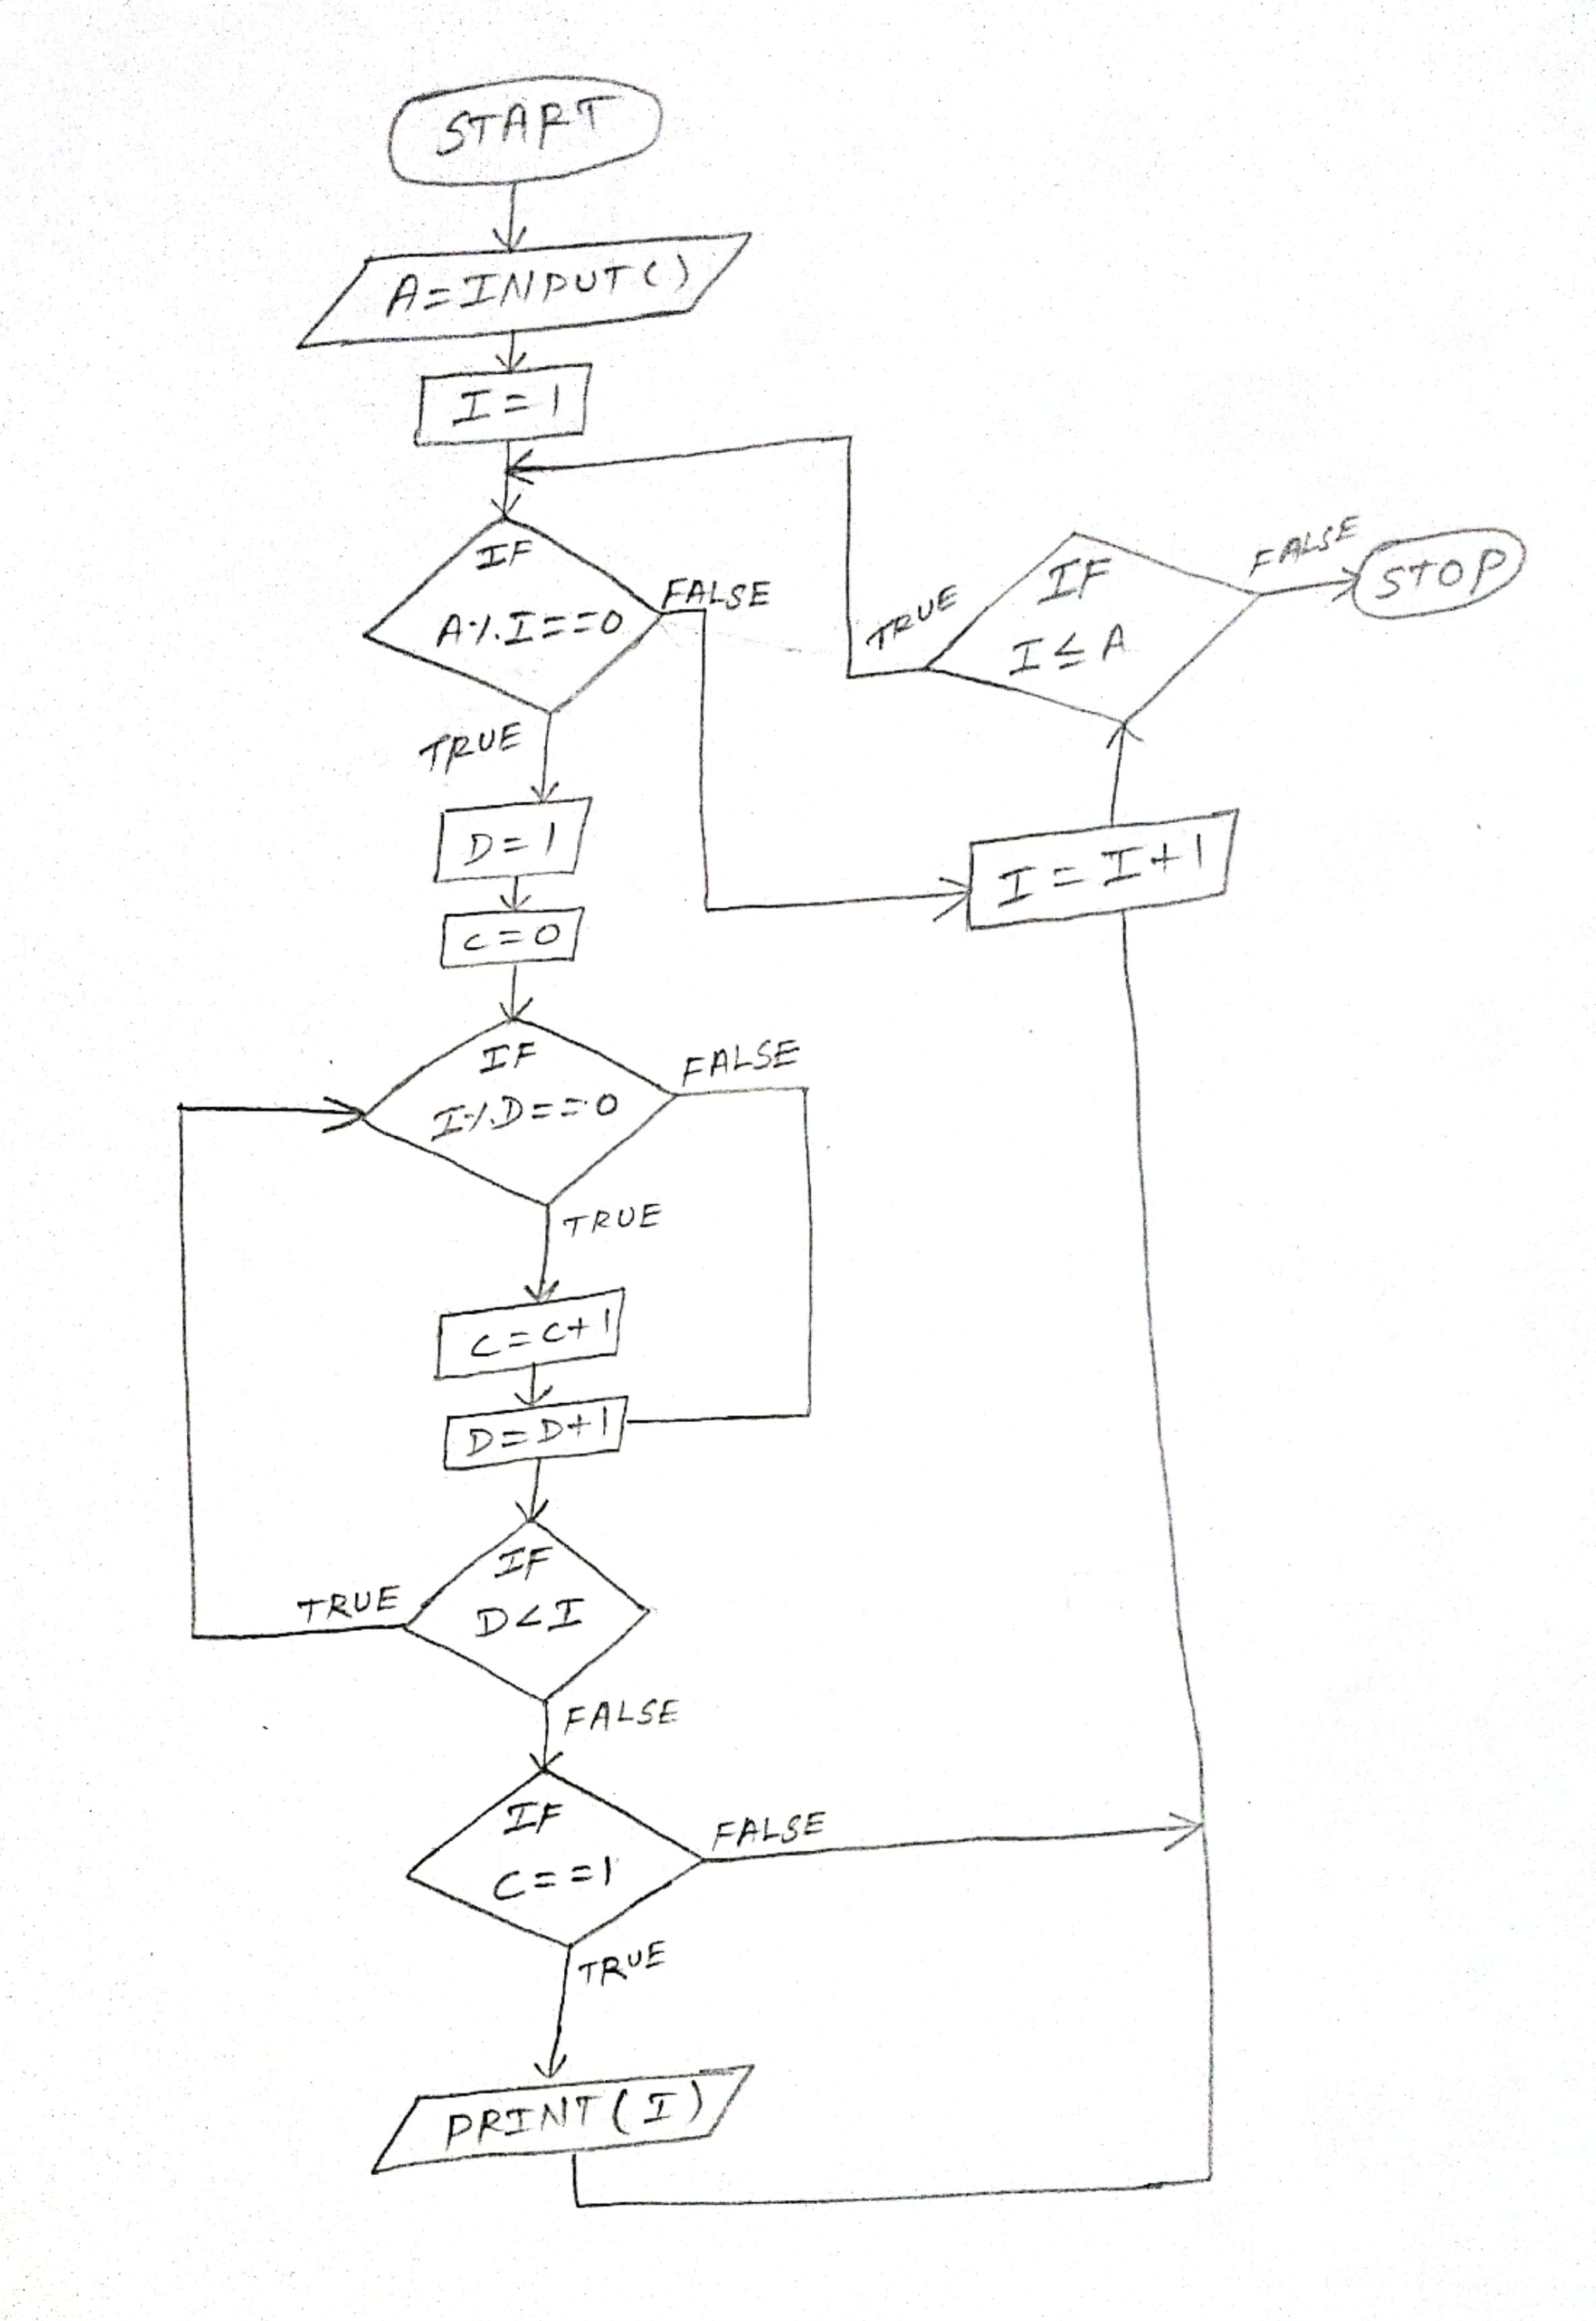 START
A=INPUT()
I=1
IF
A%I==0
FALSE
TRUE
IF
I≤A
TRUE
FALSE
STOP
D=1
I=I+1
C=0
IF
I%D==0
FALSE
TRUE
C=C+1
D=D+1
IF
D<I
TRUE
FALSE
IF
C==1
FALSE
TRUE
PRINT(I)